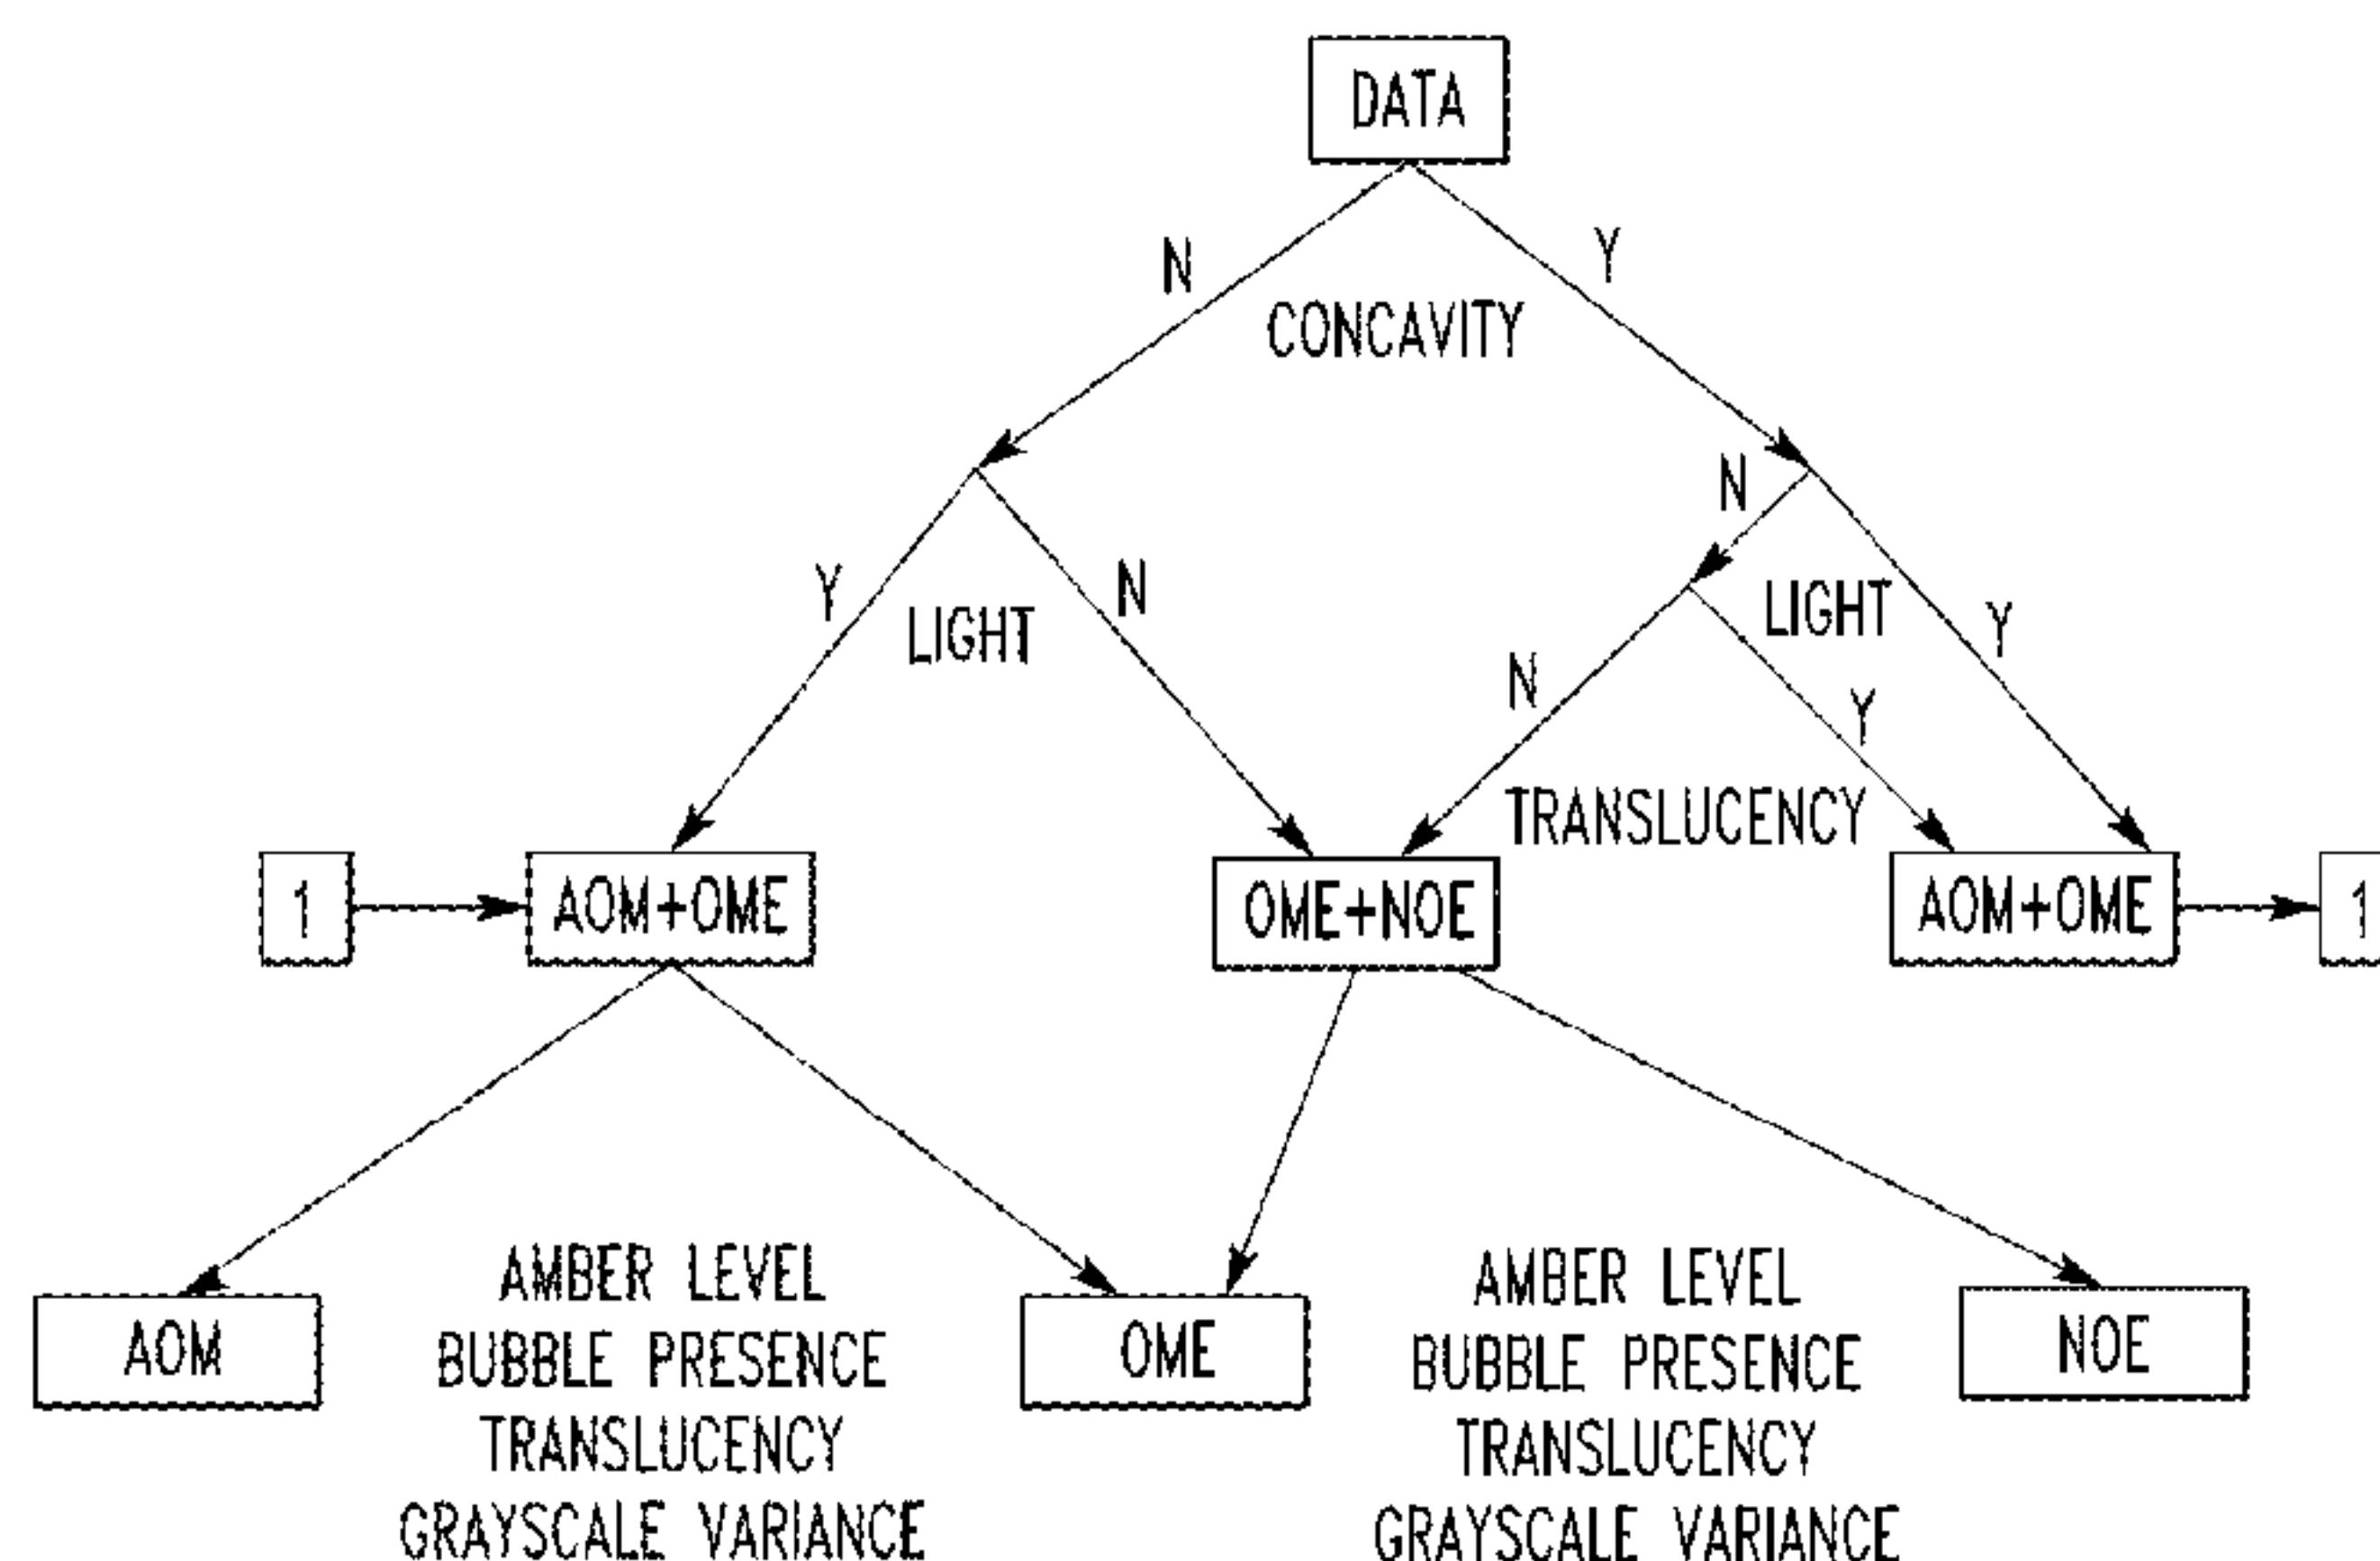 DATA
N
Y
CONCAVITY
N
Y
N
LIGHT
LIGHT
Y
N
Y
TRANSLUCENCY
1
AOM+OME
OME+NOE
AOM+OME
1
AMBER LEVEL
BUBBLE PRESENCE
TRANSLUCENCY
GRAYSCALE VARIANCE
AMBER LEVEL
BUBBLE PRESENCE
TRANSLUCENCY
GRAYSCALE VARIANCE
AOM
OME
NOE